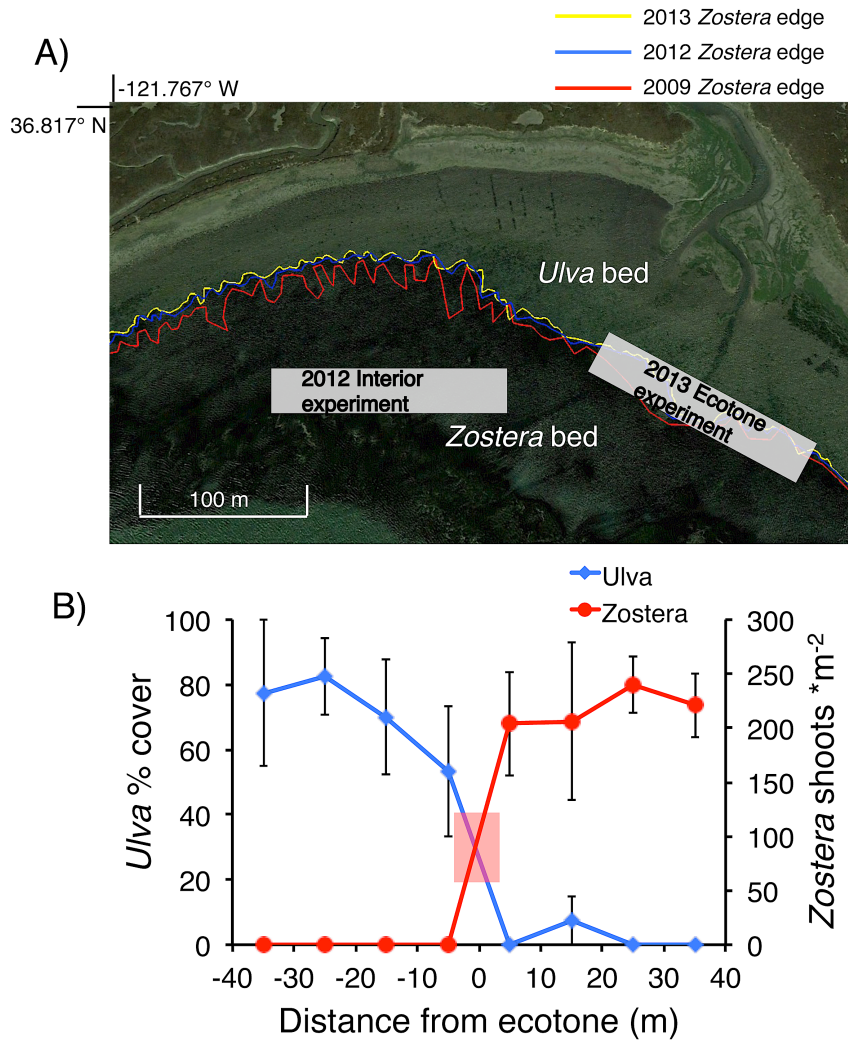 A)
2013 Zostera edge
2012 Zostera edge
2009 Zostera edge
-121.767° W
36.817° N
Ulva bed
2012 Interior
experiment
2013 Ecotone
experiment
Zostera bed
100 m
B)
Ulva
Zostera
100
80
60
40
20
0
Ulva % cover
300
250
200
150
100
50
0
Zostera shoots *m-2
-40 -30 -20 -10 0 10 20 30 40
Distance from ecotone (m)